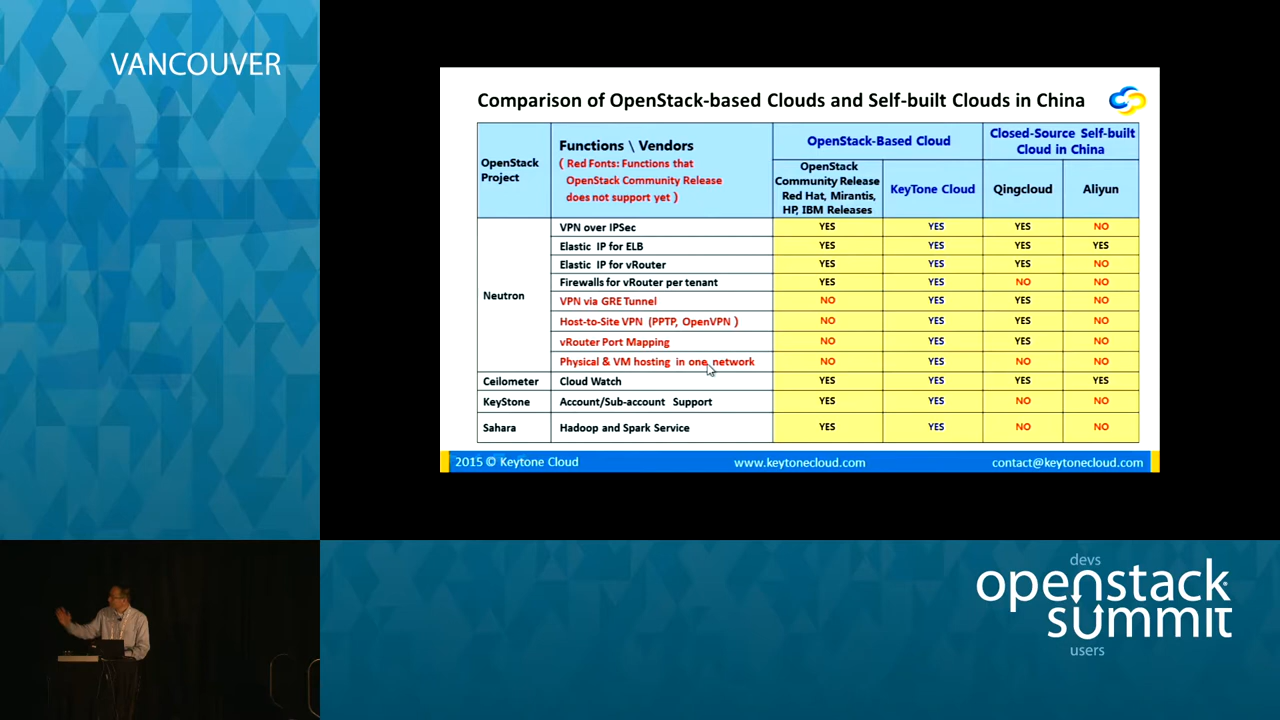 VANCOUVER
Comparison of OpenStack-based Clouds and Self-built Clouds in China
OpenStack Project
Functions \ Vendors
( Red Fonts: Functions that
OpenStack Community Release
does not support yet )
OpenStack-Based Cloud
Closed-Source Self-built
Cloud in China
OpenStack
Community Release
Red Hat, Mirantis,
HP, IBM Releases
KeyTone Cloud
Qingcloud
Aliyun
Neutron
VPN over IPSec YES YES YES NO
Elastic IP for ELB YES YES YES YES
Elastic IP for vRouter YES YES YES NO
Firewalls for vRouter per tenant YES YES NO NO
VPN via GRE Tunnel NO YES YES NO
Host-to-Site VPN (PPTP, OpenVPN ) NO YES YES NO
vRouter Port Mapping NO YES YES NO
Physical & VM hosting in one network NO YES NO NO
Ceilometer Cloud Watch YES YES YES YES
KeyStone Account/Sub-account Support YES YES NO NO
Sahara Hadoop and Spark Service YES YES NO NO
2015 © Keytone Cloud www.keytonecloud.com contact@keytonecloud.com
devs
openstack
summit
users